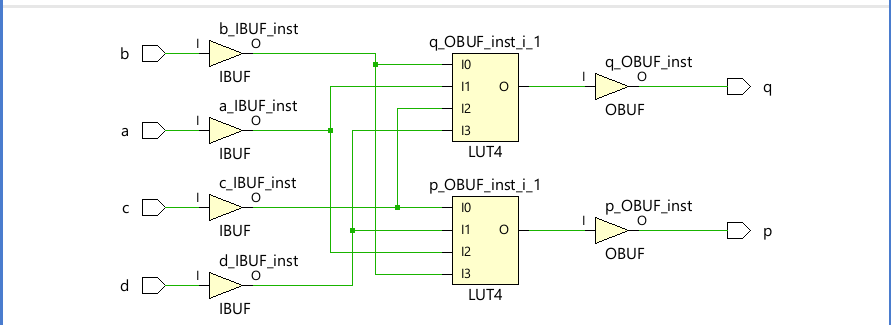 b_IBUF_inst
b I O
IBUF
a_IBUF_inst
a I O
IBUF
c_IBUF_inst
c I O
IBUF
d_IBUF_inst
d I O
IBUF
q_OBUF_inst_i_1
I0
I1 O
I2
I3
LUT4
p_OBUF_inst_i_1
I0
I1 O
I2
I3
LUT4
q_OBUF_inst
I O q
OBUF
p_OBUF_inst
I O p
OBUF